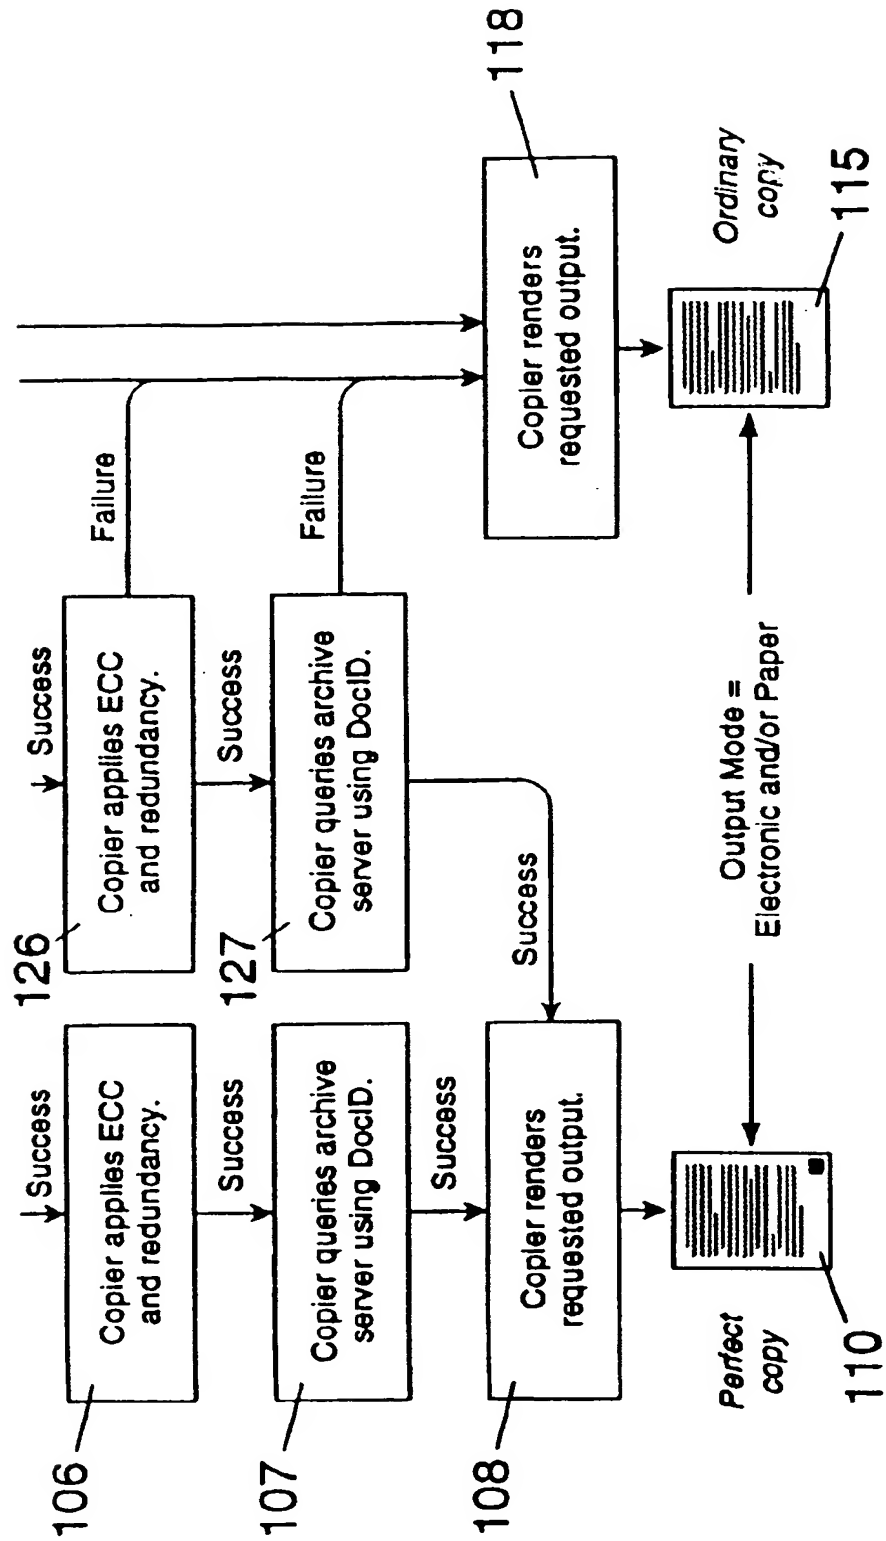 Success
106
Copier applies ECC
and redundancy.
Success
107
Copier queries archive
server using DocID.
Success
108
Copier renders
requested output.
Perfect
copy
110
Success
126
Copier applies ECC
and redundancy.
Failure
Success
127
Copier queries archive
server using DocID.
Failure
Success
118
Copier renders
requested output.
Output Mode =
Electronic and/or Paper
Ordinary
copy
115